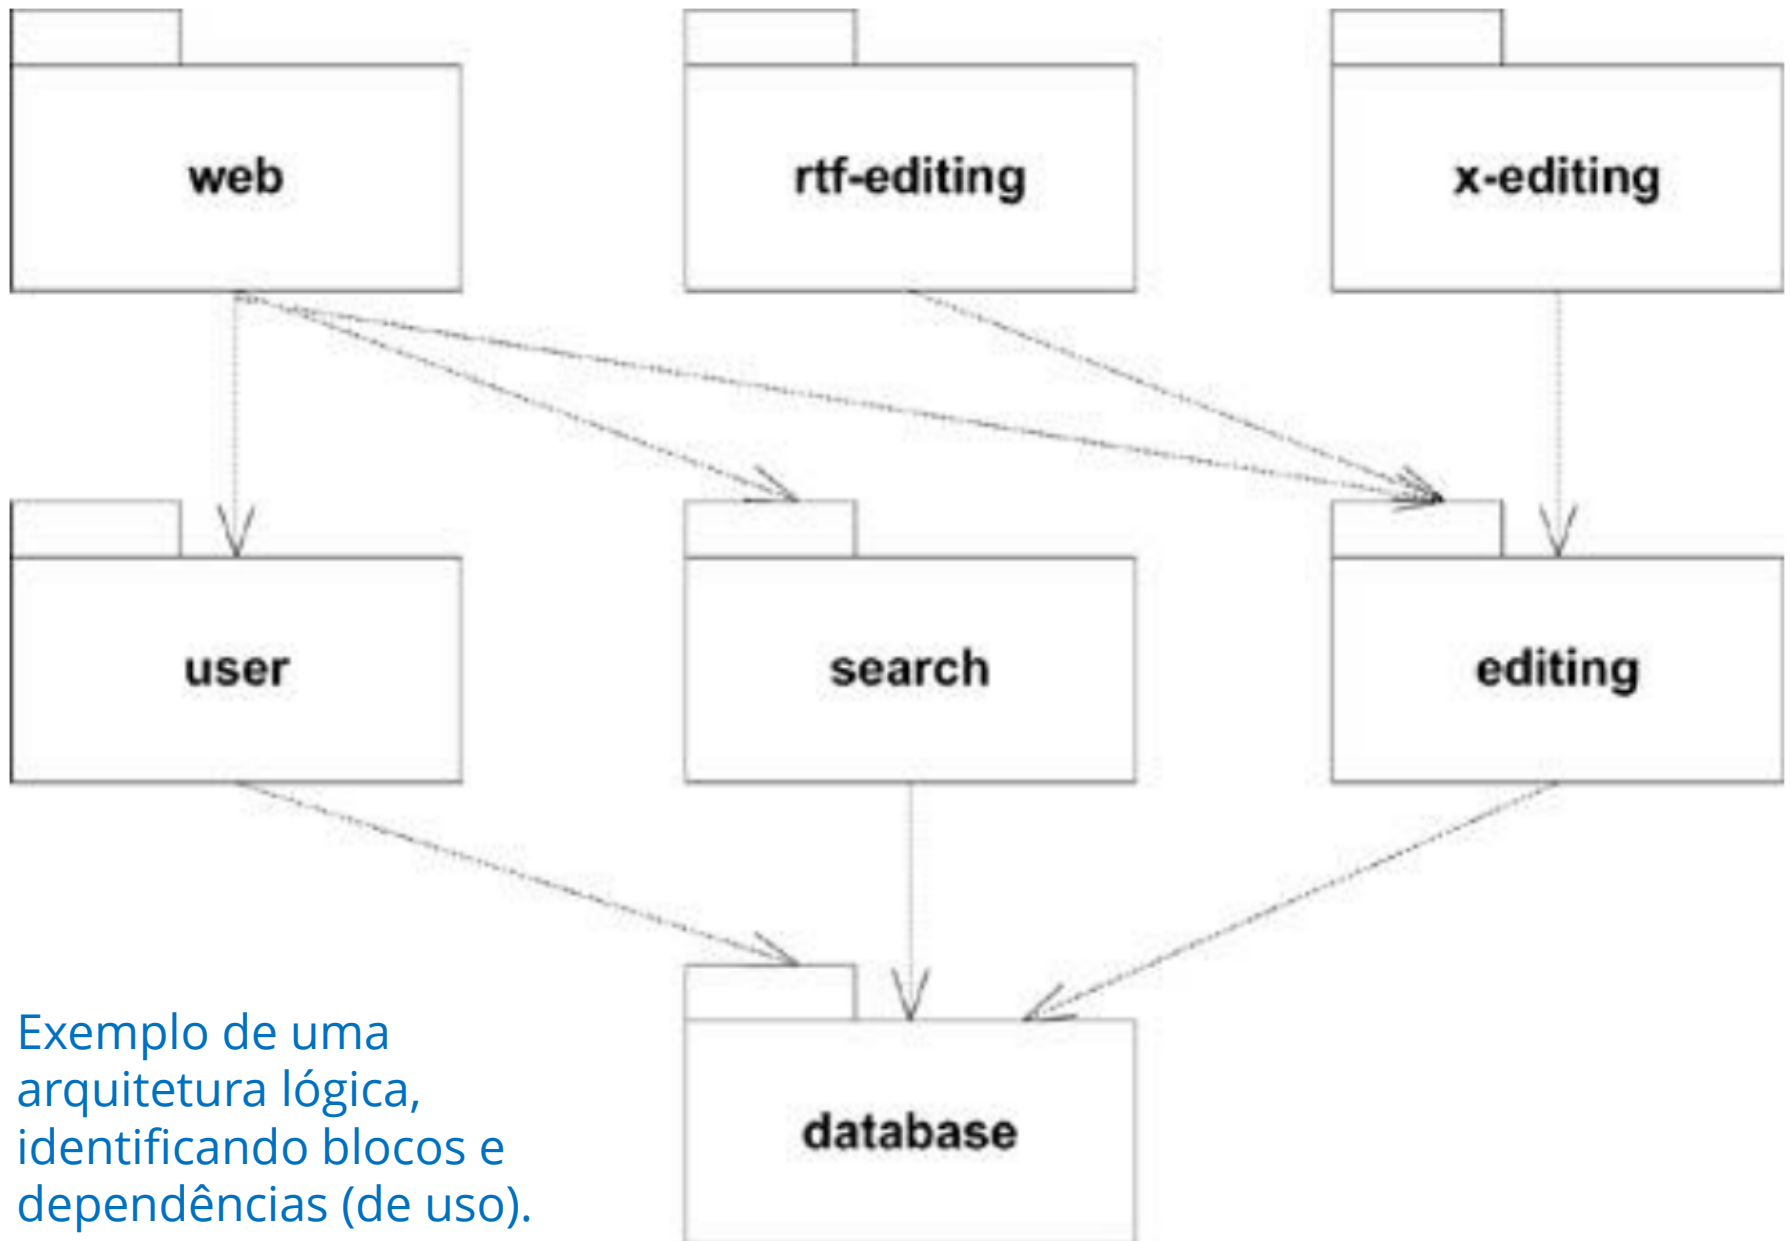 web
rtf-editing
x-editing
user
search
editing
database
Exemplo de uma
arquitetura lógica,
identificando blocos e
dependências (de uso).